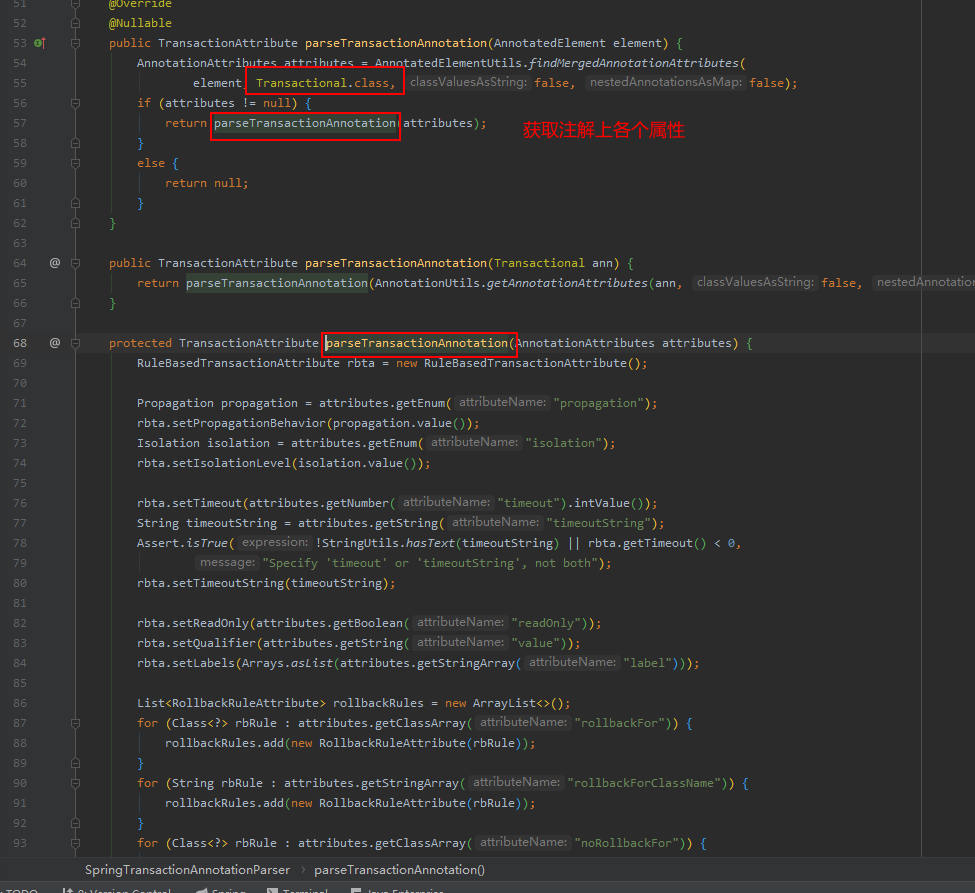 51 @Override
52 @Nullable
53 public TransactionAttribute parseTransactionAnnotation(AnnotatedElement element) {
54 AnnotationAttributes attributes = AnnotatedElementUtils.findMergedAnnotationAttributes(
55 element, Transactional.class, classValuesAsString: false, nestedAnnotationsAsMap: false);
56 if (attributes != null) {
57 return parseTransactionAnnotation(attributes);
获取注解上各个属性
58 }
59 else {
60 return null;
61 }
62 }
63
64 @ public TransactionAttribute parseTransactionAnnotation(Transactional ann) {
65 return parseTransactionAnnotation(AnnotationUtils.getAnnotationAttributes(ann, classValuesAsString: false, nestedAnnotation
66 }
67
68 @ protected TransactionAttribute parseTransactionAnnotation(AnnotationAttributes attributes) {
69 RuleBasedTransactionAttribute rbta = new RuleBasedTransactionAttribute();
70
71 Propagation propagation = attributes.getEnum( attributeName: "propagation");
72 rbta.setPropagationBehavior(propagation.value());
73 Isolation isolation = attributes.getEnum( attributeName: "isolation");
74 rbta.setIsolationLevel(isolation.value());
75
76 rbta.setTimeout(attributes.getNumber( attributeName: "timeout").intValue());
77 String timeoutString = attributes.getString( attributeName: "timeoutString");
78 Assert.isTrue( expression: !StringUtils.hasText(timeoutString) || rbta.getTimeout() < 0,
79 message: "Specify 'timeout' or 'timeoutString', not both");
80 rbta.setTimeoutString(timeoutString);
81
82 rbta.setReadOnly(attributes.getBoolean( attributeName: "readOnly"));
83 rbta.setQualifier(attributes.getString( attributeName: "value"));
84 rbta.setLabels(Arrays.asList(attributes.getStringArray( attributeName: "label")));
85
86 List<RollbackRuleAttribute> rollbackRules = new ArrayList<>();
87 for (Class<?> rbRule : attributes.getClassArray( attributeName: "rollbackFor")) {
88 rollbackRules.add(new RollbackRuleAttribute(rbRule));
89 }
90 for (String rbRule : attributes.getStringArray( attributeName: "rollbackForClassName")) {
91 rollbackRules.add(new RollbackRuleAttribute(rbRule));
92 }
93 for (Class<?> rbRule : attributes.getClassArray( attributeName: "noRollbackFor")) {
SpringTransactionAnnotationParser › parseTransactionAnnotation()
TODO 9: Version Control Spring Terminal Java Enterprise